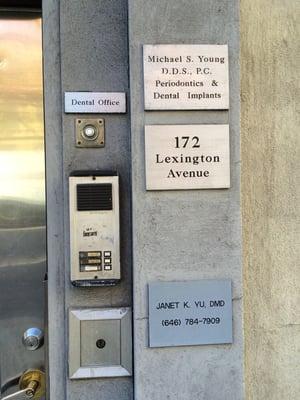 Dental Office
Michael S. Young
D.D.S., P.C.
Periodontics &
Dental Implants
172
Lexington
Avenue
JANET K. YU, DMD
(646) 784-7909